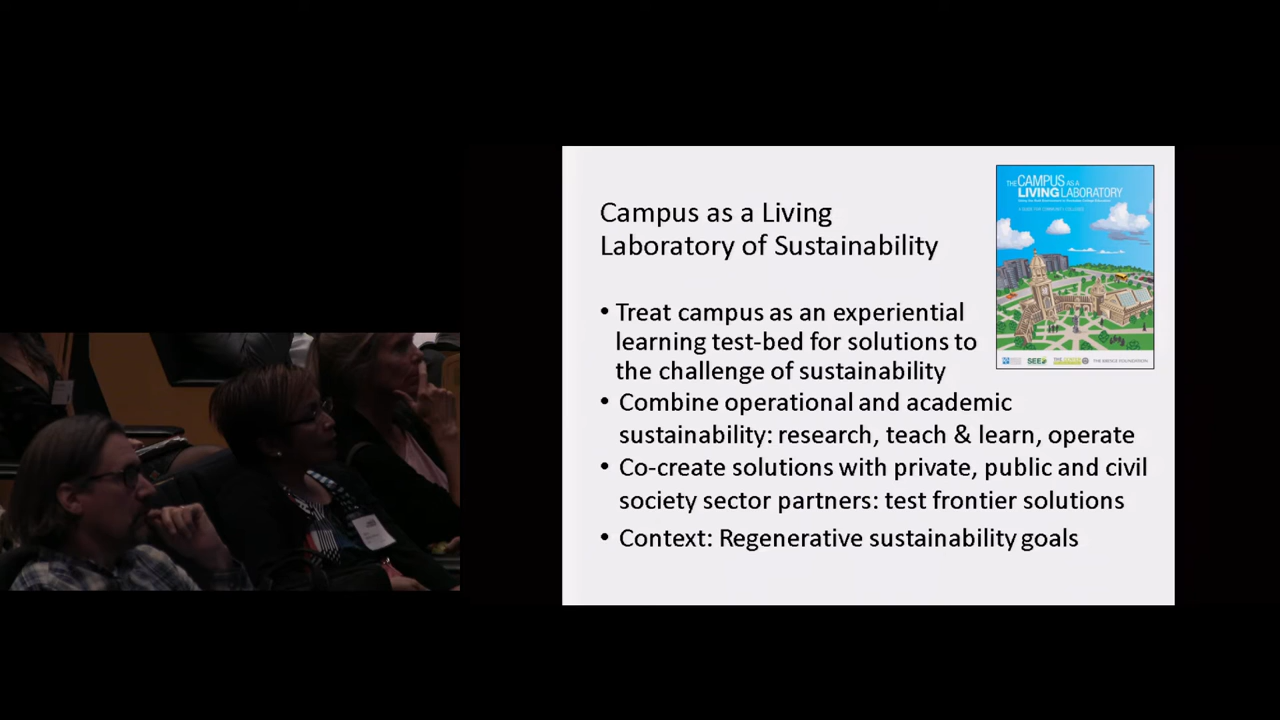 Campus as a Living
Laboratory of Sustainability
• Treat campus as an experiential
learning test-bed for solutions to
the challenge of sustainability
• Combine operational and academic
sustainability: research, teach & learn, operate
• Co-create solutions with private, public and civil
society sector partners: test frontier solutions
• Context: Regenerative sustainability goals
THE CAMPUS AS A
LIVING LABORATORY
SEED